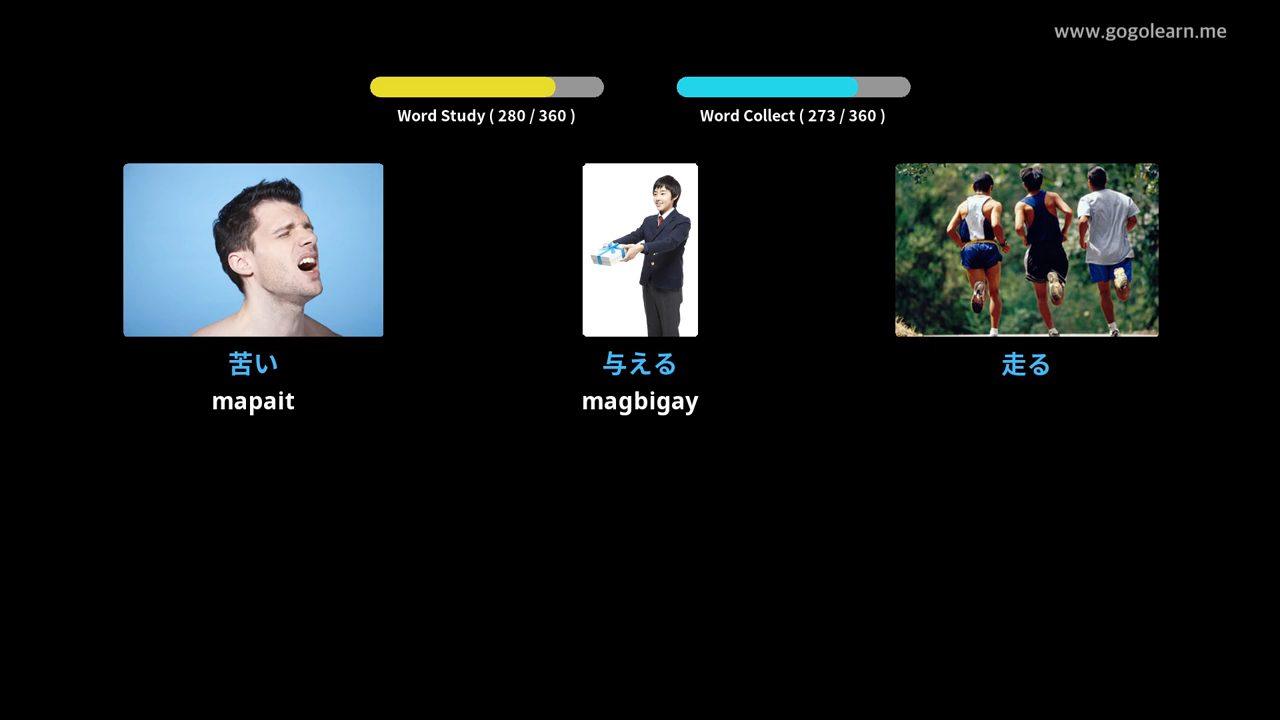 www.gogolearn.me
Word Study ( 280 / 360 )
Word Collect ( 273 / 360 )
苦い
与える
走る
mapait
magbigay